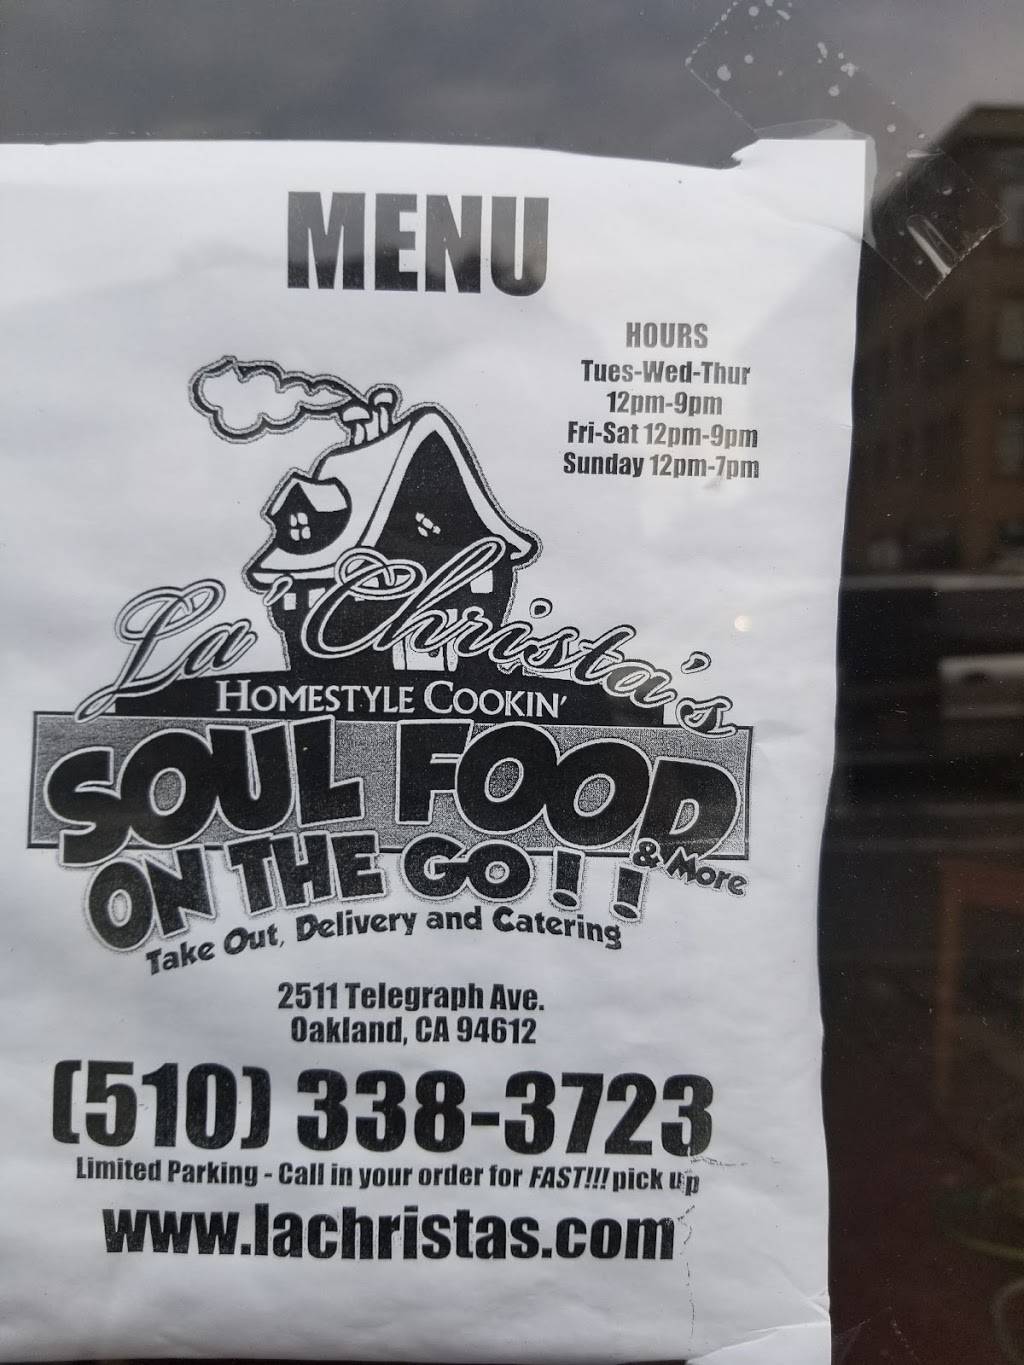 MENU
HOURS
Tues-Wed-Thur
12pm-9pm
Fri-Sat 12pm-9pm
Sunday 12pm-7pm
La'Christa's
HOMESTYLE COOKIN'
SOUL FOOD
& More
ON THE GO!!
Take Out, Delivery and Catering
2511 Telegraph Ave.
Oakland, CA 94612
(510) 338-3723
Limited Parking - Call in your order for FAST!!! pick up
www.lachristas.com